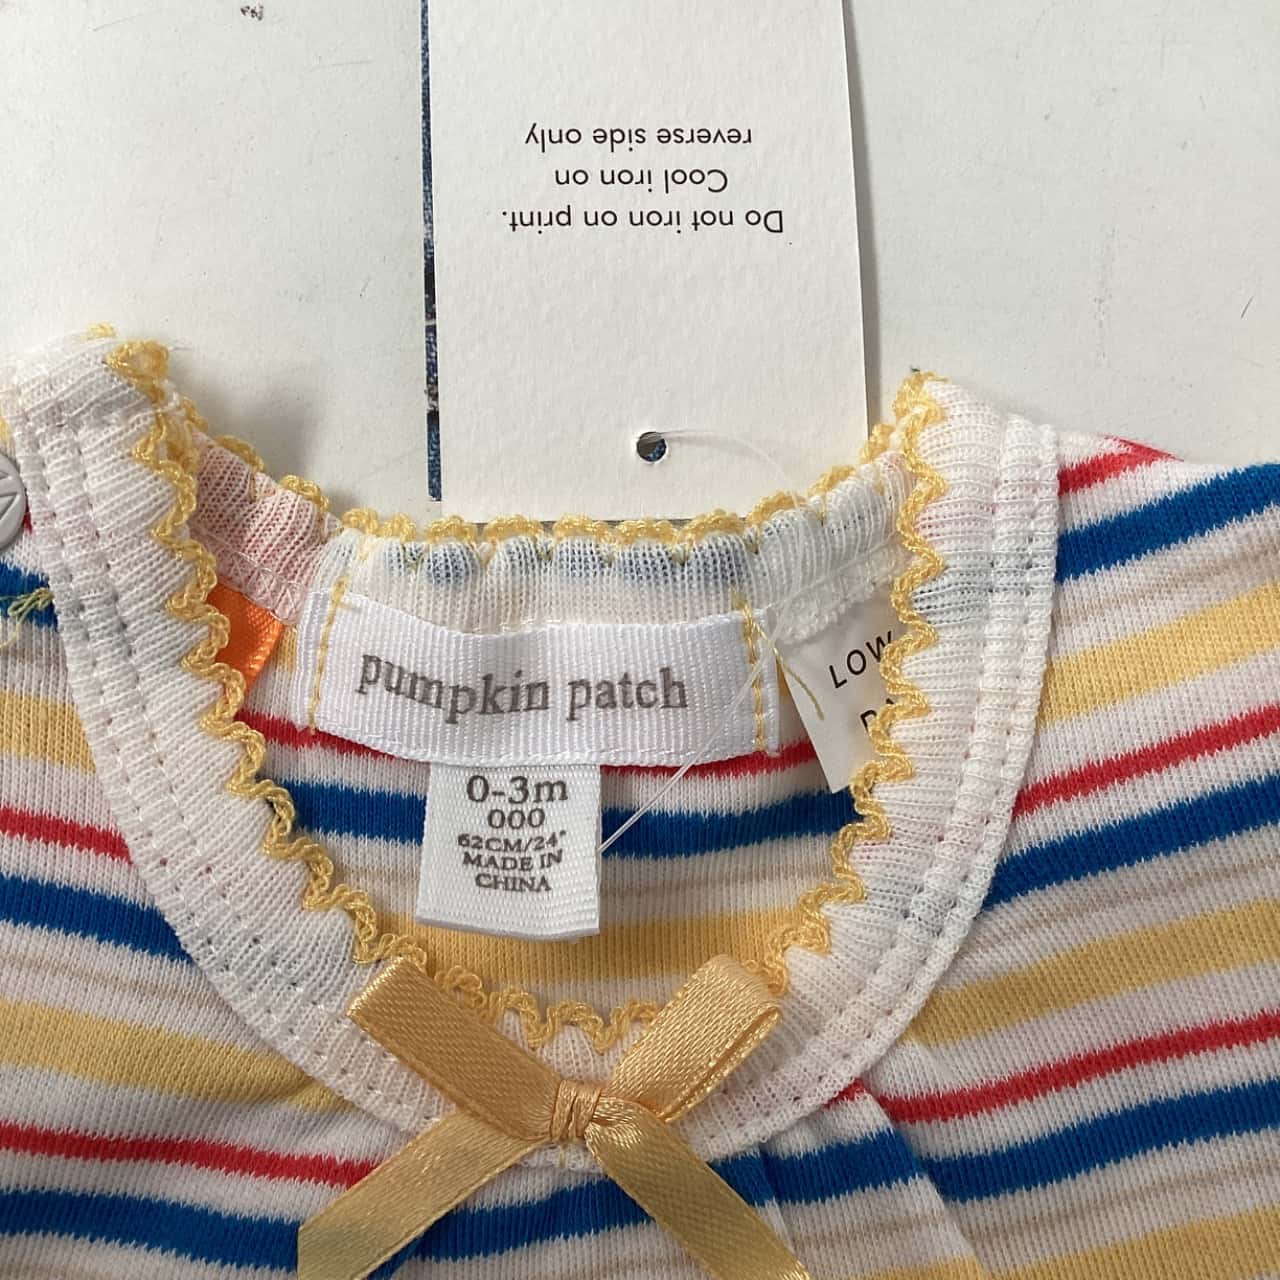 Do not iron on print.
Cool iron on
reverse side only
pumpkin patch
0-3m
000
62CM/24"
MADE IN
CHINA
LOW